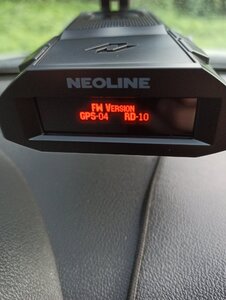 NEOLINE
FW VERSION
GPS-04 RD-10